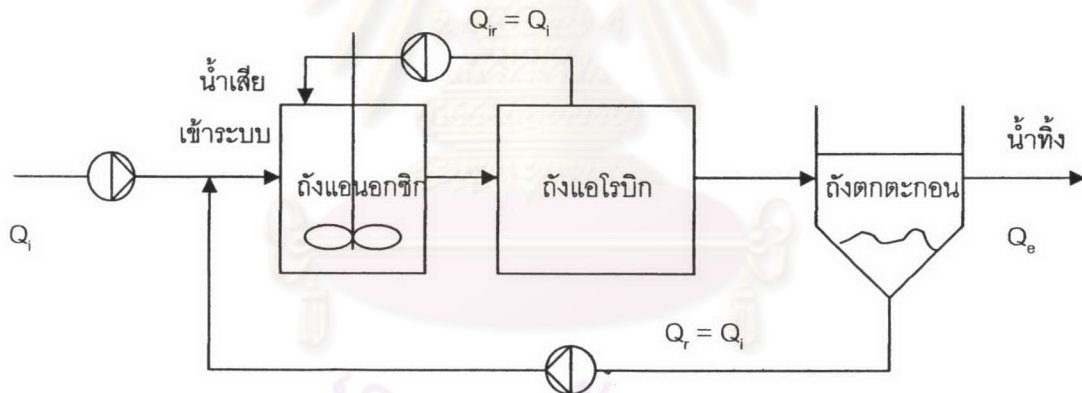 Q_ir = Q_i
น้ำเสีย
เข้าระบบ
น้ำทิ้ง
ถังแอนอกซิก
ถังแอโรบิก
ถังตกตะกอน
Q_i
Q_e
Q_r = Q_i